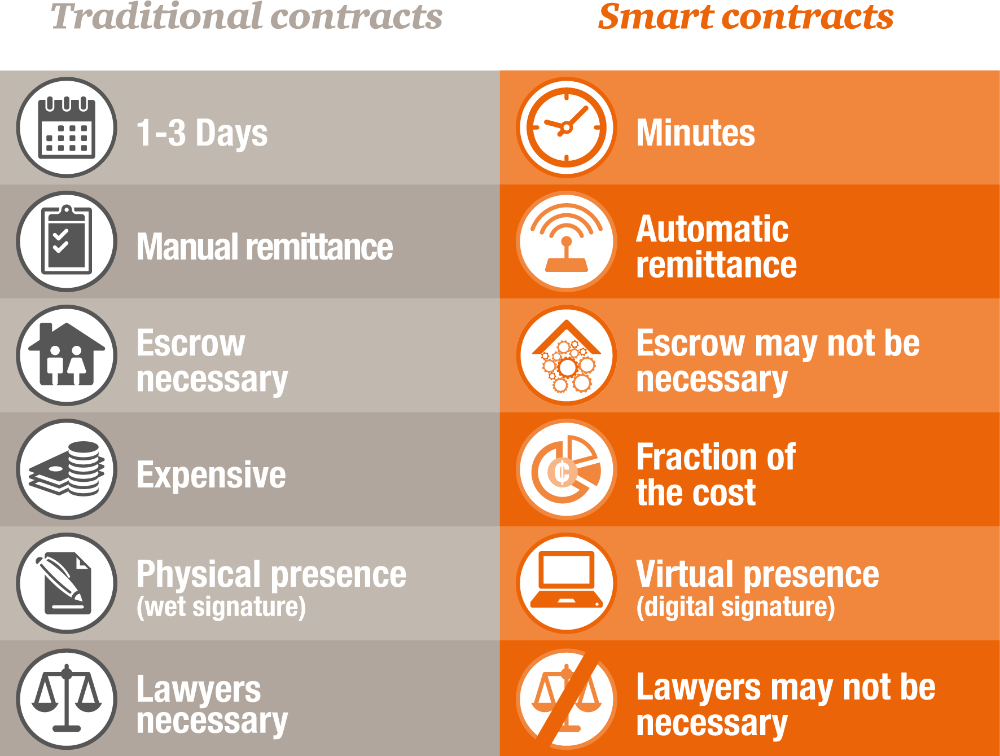 Traditional contracts
Smart contracts
1-3 Days
Minutes
Manual remittance
Automatic
remittance
Escrow
necessary
Escrow may not be
necessary
Expensive
¢
Fraction of
the cost
Physical presence
(wet signature)
Virtual presence
(digital signature)
Lawyers
necessary
Lawyers may not be
necessary